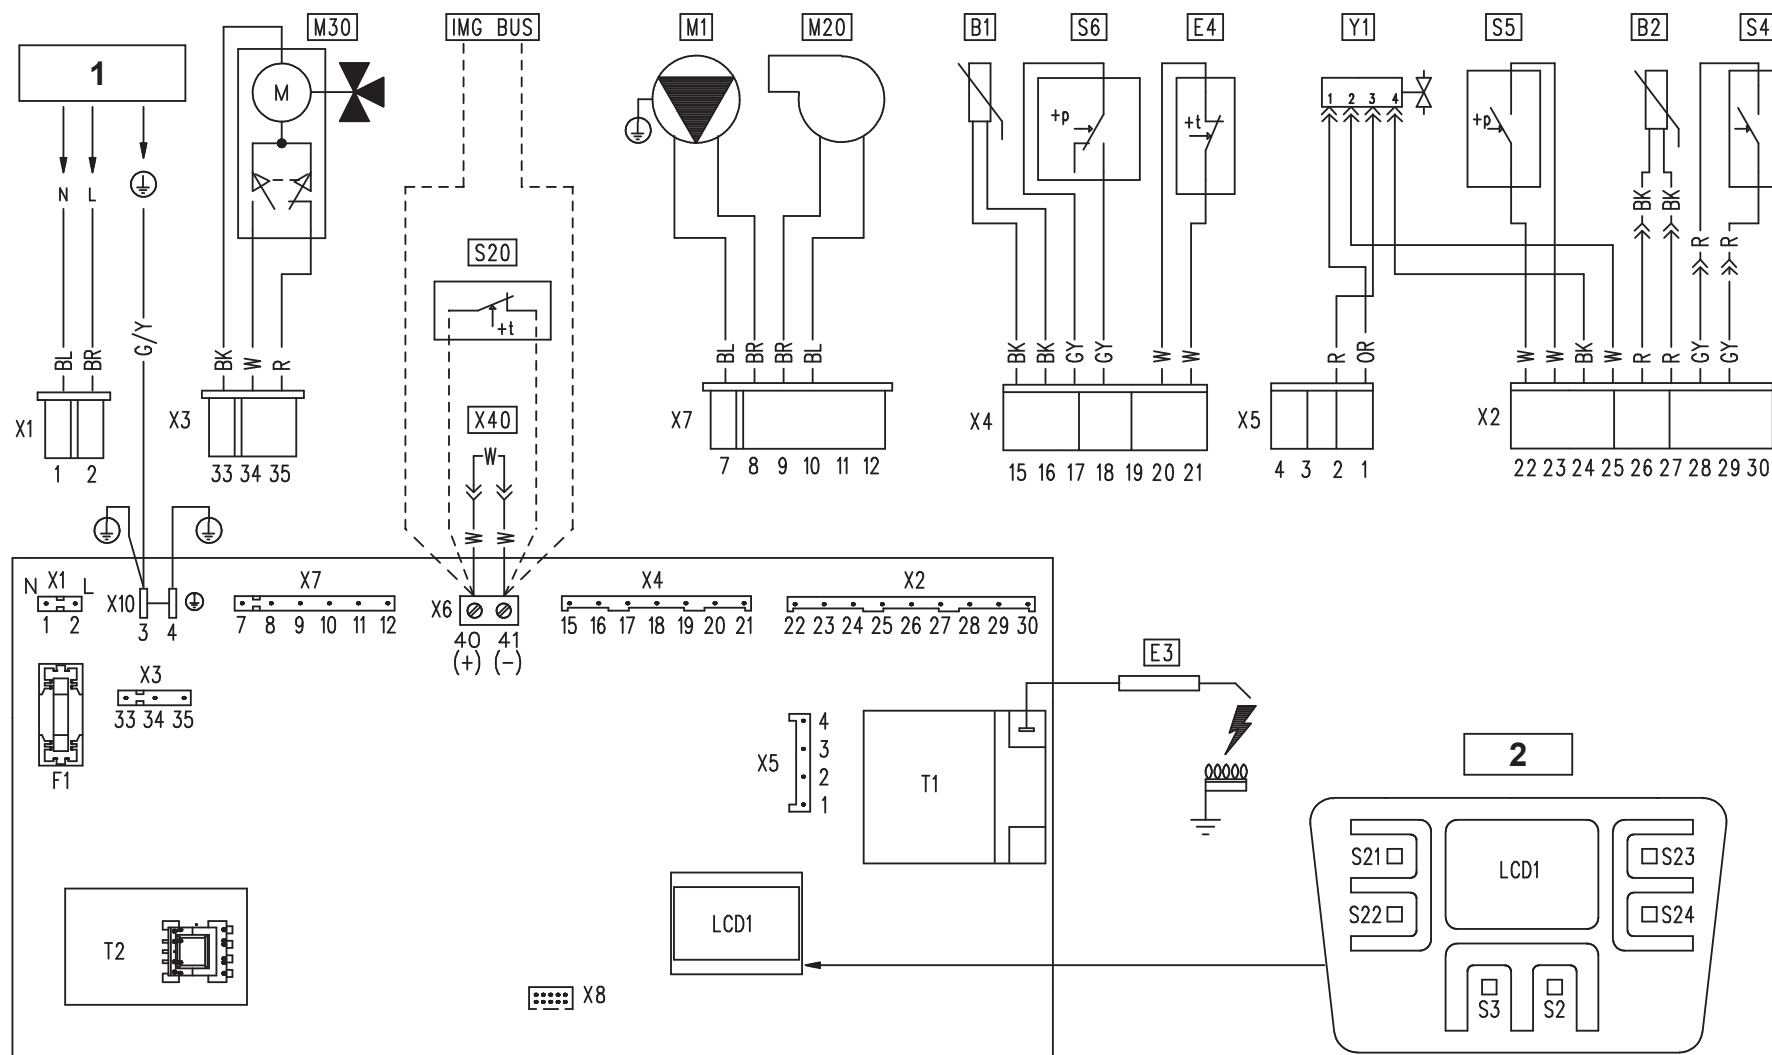 M30 IMG BUS M1 M20 B1 S6 E4 Y1 S5 B2 S4
1
M
1 2 3 4
+p +t +p
N L
BK BK
R R
S20
+t
G/Y
BL BR BK W R
BL BR BR BL
BK BK GY GY W W
R OR
W W BK W R R GY GY
X1 X3 X40 X7 X4 X5 X2
W
1 2
33 34 35
7 8 9 10 11 12
15 16 17 18 19 20 21
4 3 2 1
22 23 24 25 26 27 28 29 30
W W
N X1 L
X10
X7
X6
X4
X2
1 2
3 4
7 8 9 10 11 12
40 41
(+) (-)
15 16 17 18 19 20 21
22 23 24 25 26 27 28 29 30
E3
X3
33 34 35
F1
X5
4
3
2
1
T1
2
S21
S22
LCD1
S23
S24
S3 S2
T2
LCD1
X8